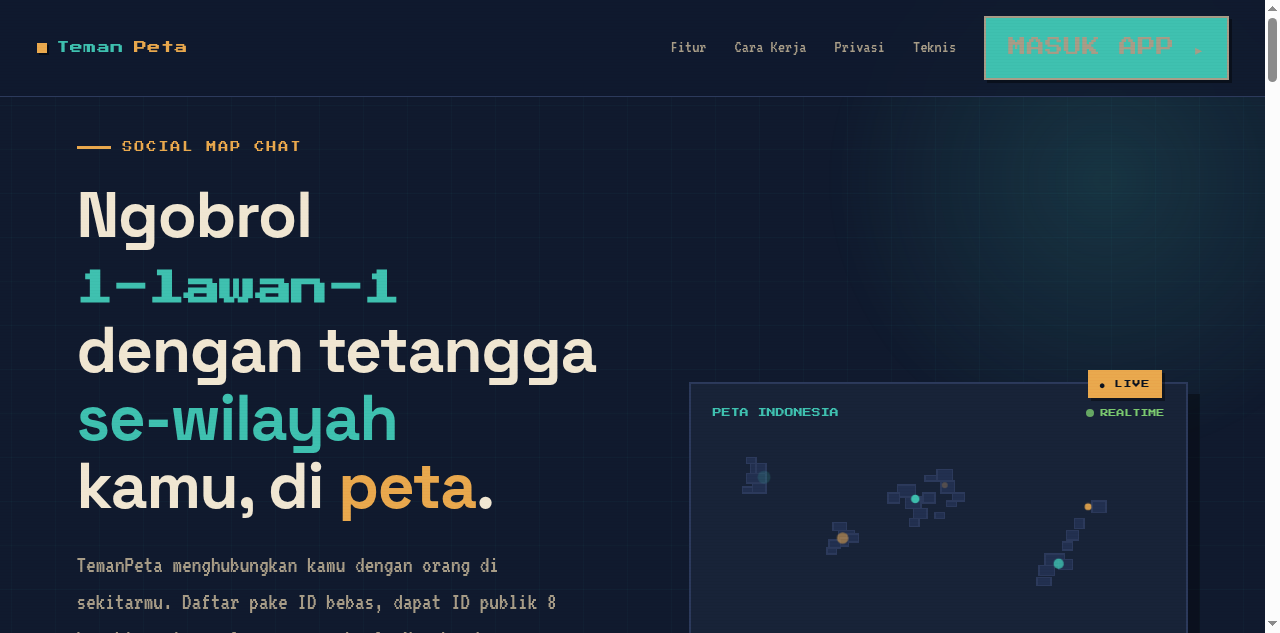 Teman Peta
Fitur Cara Kerja Privasi Teknis MASUK APP .
SOCIAL MAP CHAT
Ngobrol
1-lawan-1
dengan tetangga
se-wilayah
kamu, di peta.
LIVE
PETA INDONESIA
REALTIME
TemanPeta menghubungkan kamu dengan orang di
sekitarmu. Daftar pake ID bebas, dapat ID publik 8